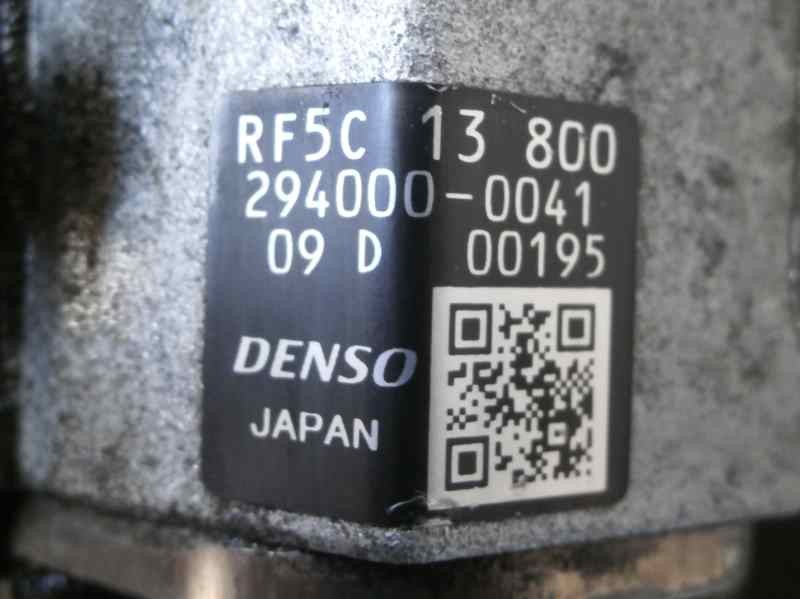 RF5C 13 800
294000-0041
09 D 00195
DENSO
JAPAN